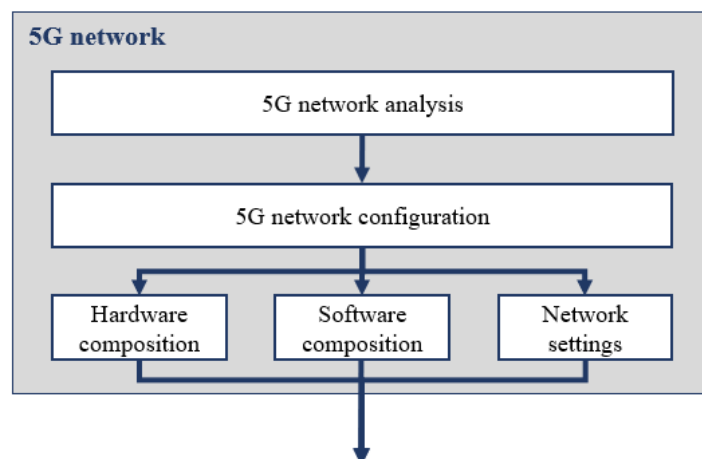 5G network
5G network analysis
5G network configuration
Hardware
composition
Software
composition
Network
settings